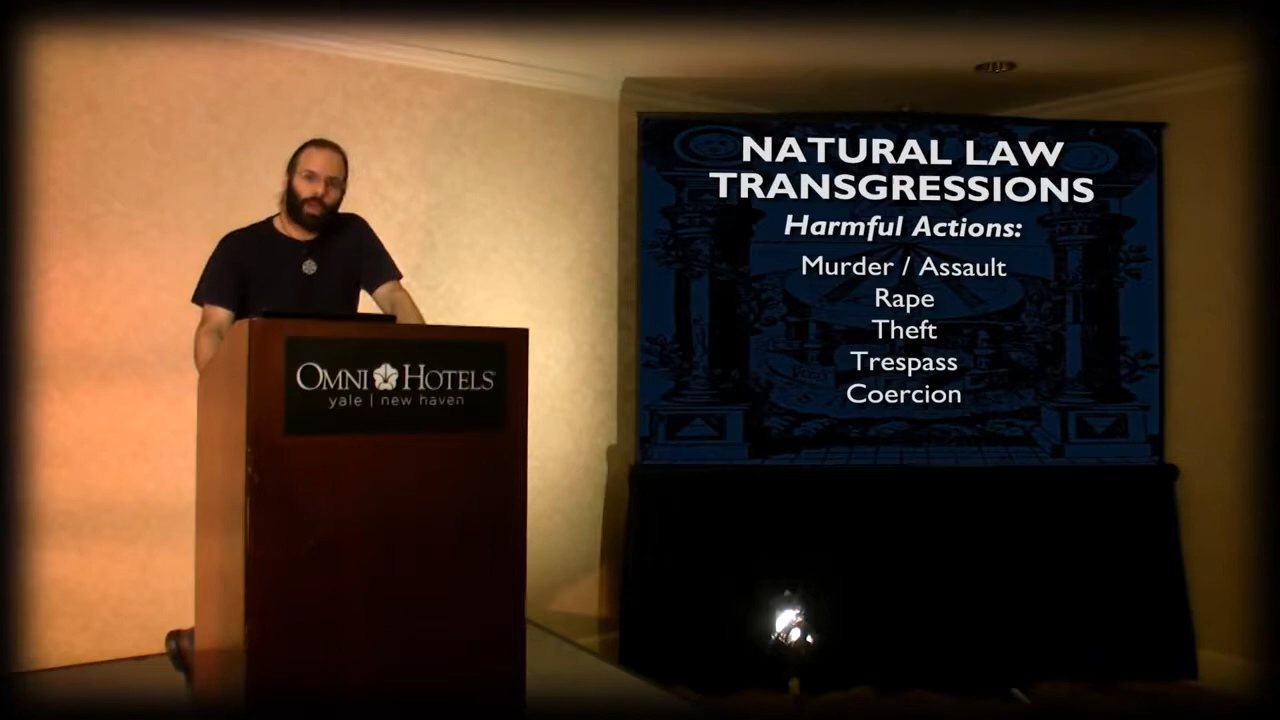 NATURAL LAW
TRANSGRESSIONS
Harmful Actions:
Murder / Assault
Rape
Theft
Trespass
Coercion
OMNI HOTELS
yale | new haven